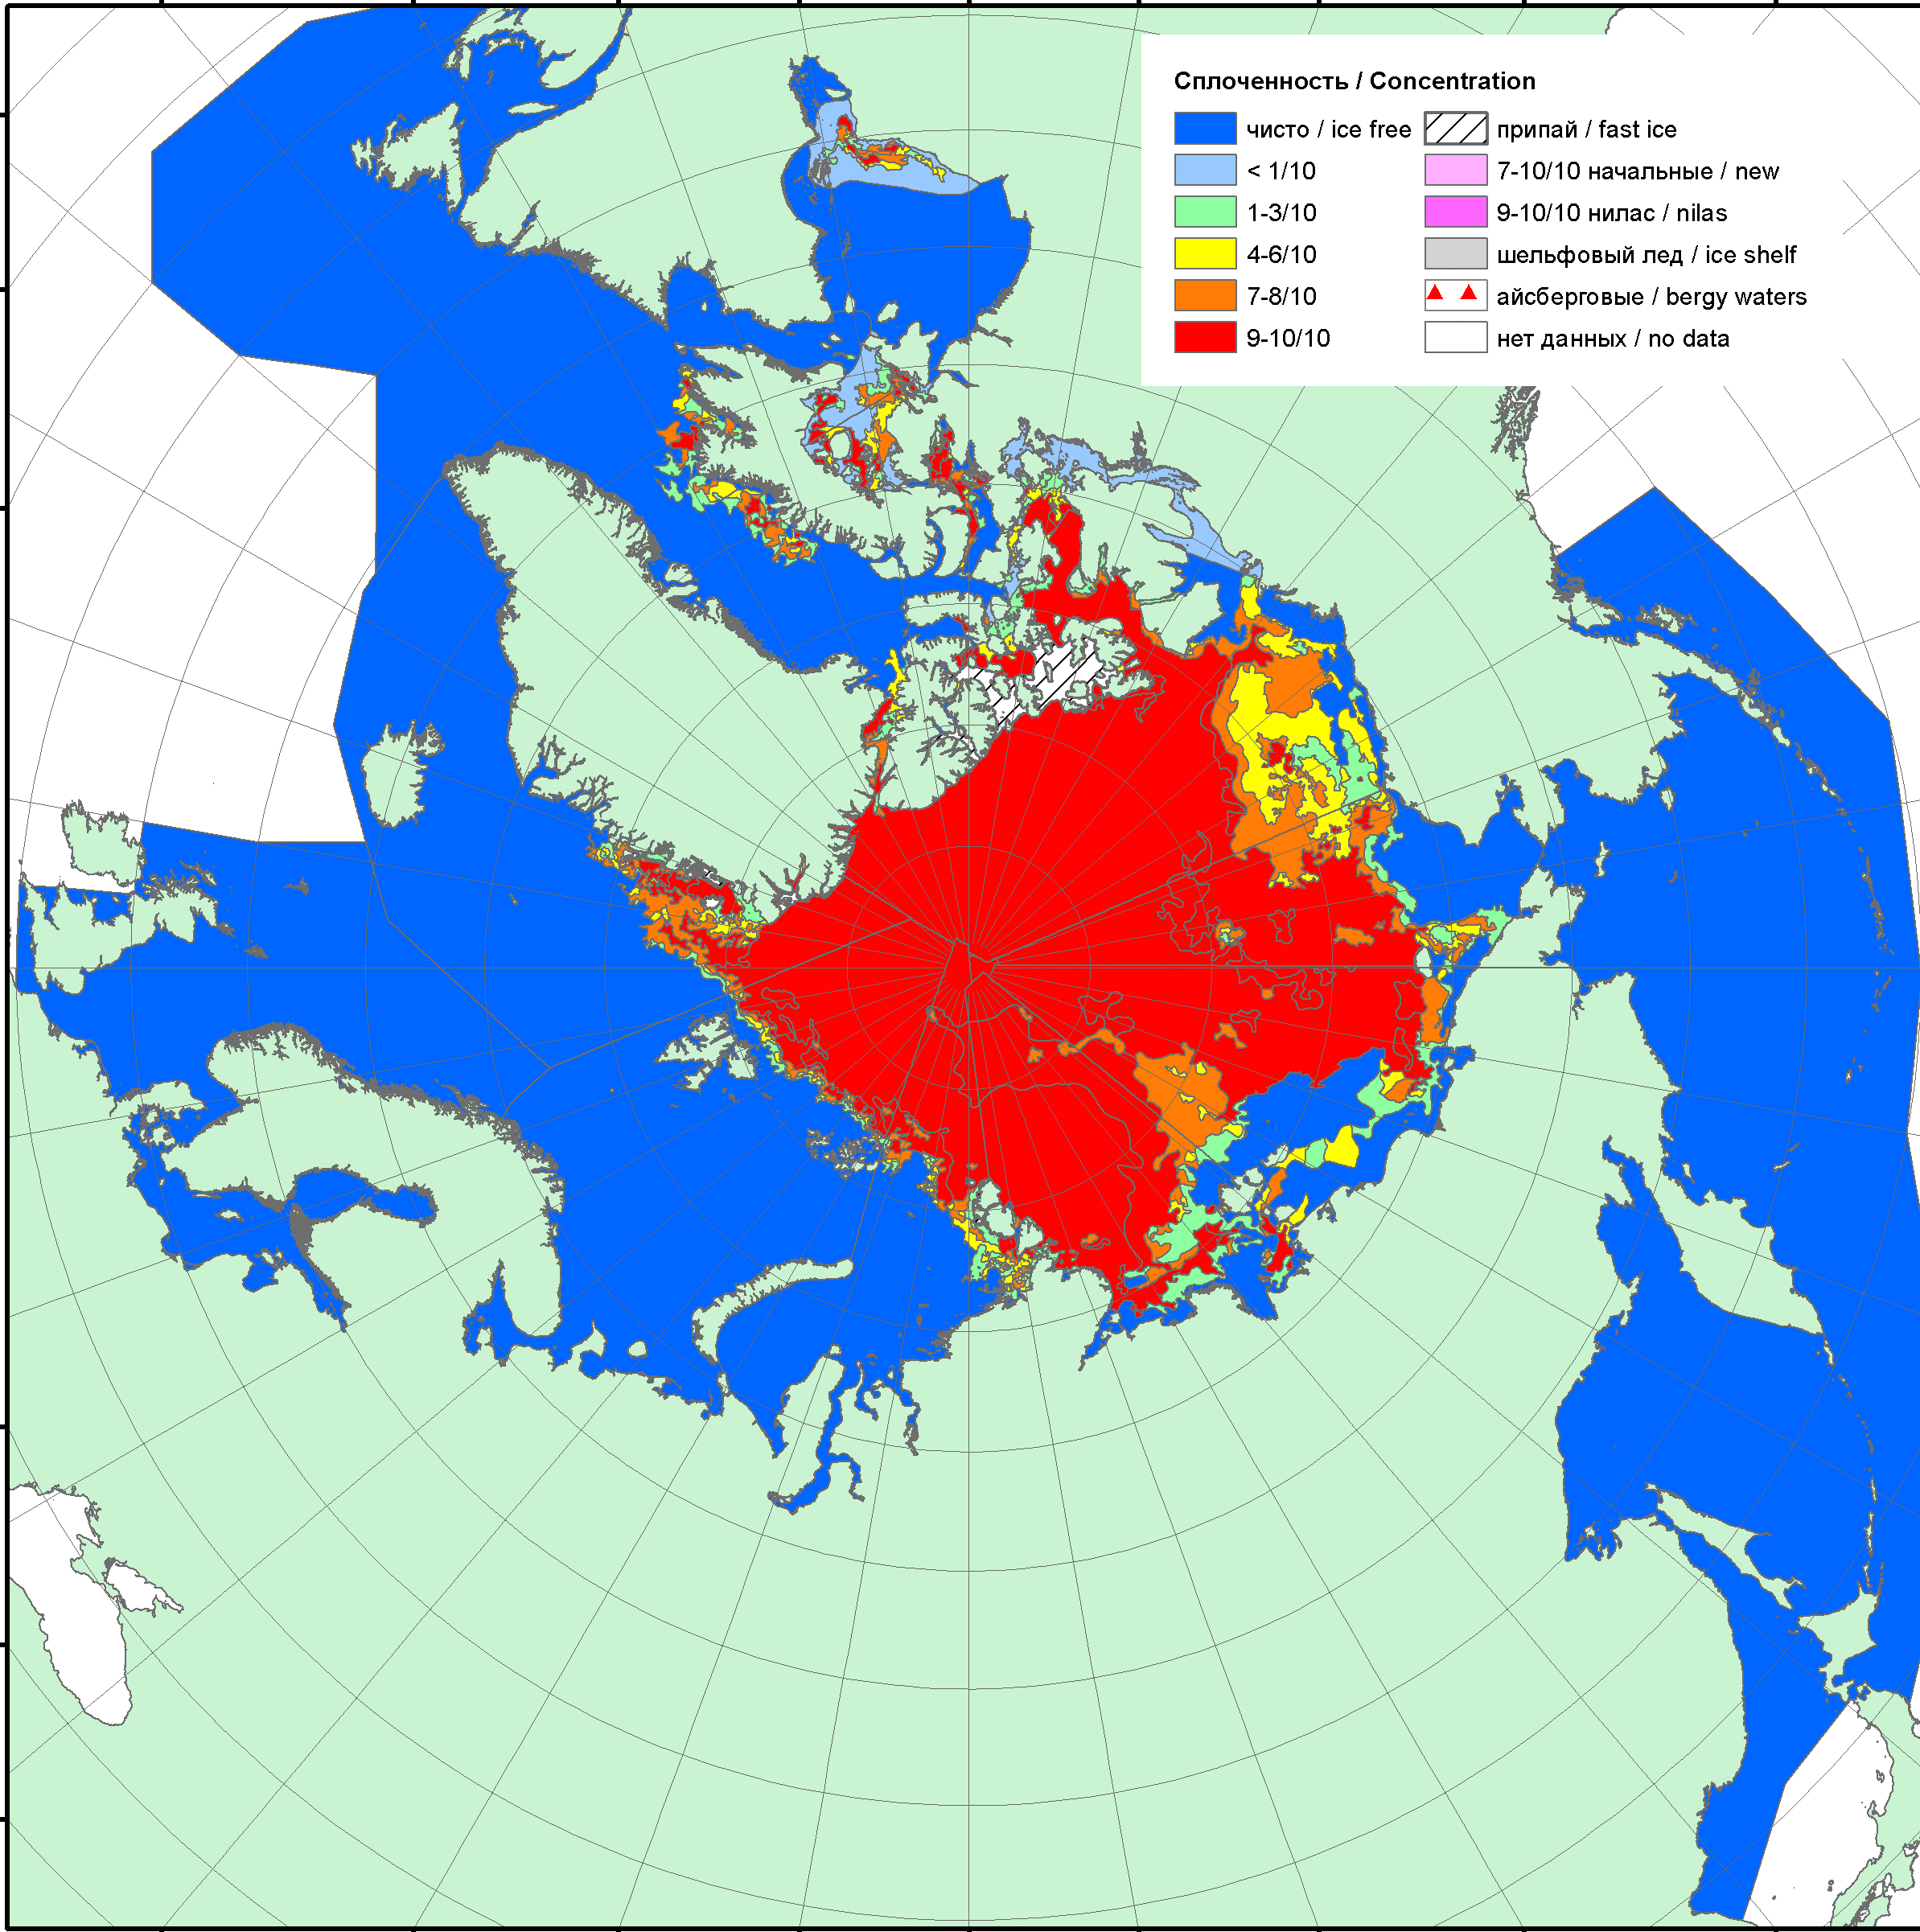 Сплоченность / Concentration
чисто / ice free
< 1/10
1-3/10
4-6/10
7-8/10
9-10/10
припай / fast ice
7-10/10 начальные / new
9-10/10 нилас / nilas
шельфовый лед / ice shelf
айсберговые / bergy waters
нет данных / no data